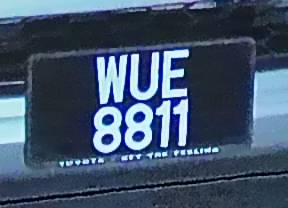 WUE
8811
TOYOTA - GET THE FEELING